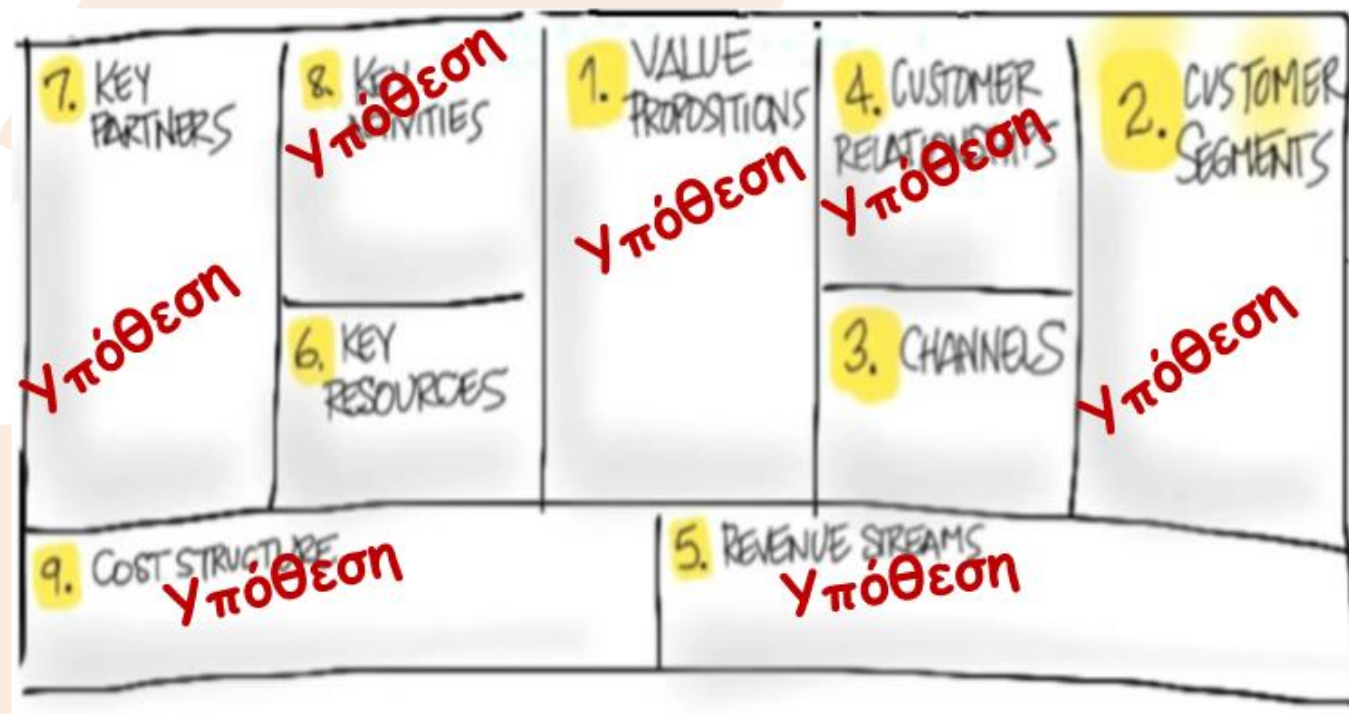 7. KEY
PARTNERS
Υπόθεση
8. KEY
ACTIVITIES
Υπόθεση
6. KEY
RESOURCES
1. VALUE
PROPOSITIONS
Υπόθεση
4. CUSTOMER
RELATIONSHIPS
Υπόθεση
3. CHANNELS
2. CUSTOMER
SEGMENTS
Υπόθεση
9. COST STRUCTURE
Υπόθεση
5. REVENUE STREAMS
Υπόθεση